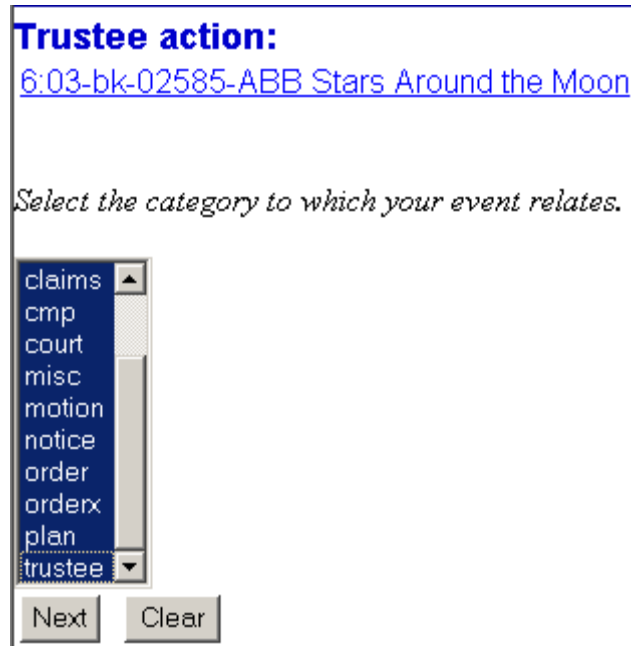 Trustee action:
6:03-bk-02585-ABB Stars Around the Moon
Select the category to which your event relates.
claims
cmp
court
misc
motion
notice
order
orderx
plan
trustee
Next Clear